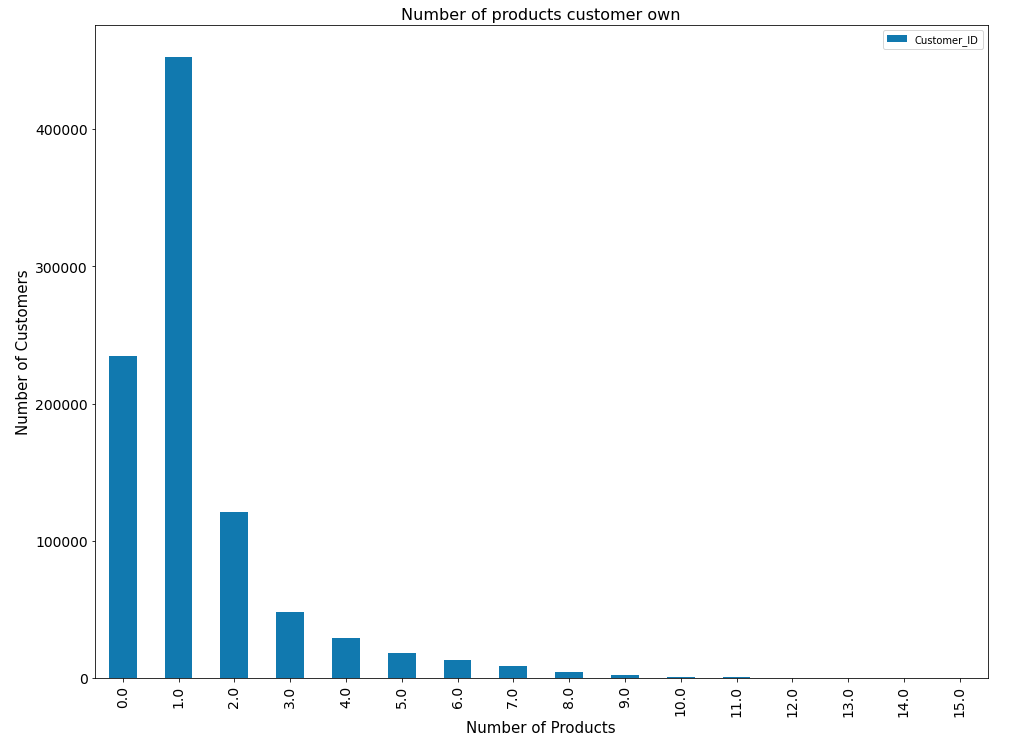 Number of products customer own
Customer_ID
Number of Customers
400000
300000
200000
100000
0
0.0 1.0 2.0 3.0 4.0 5.0 6.0 7.0 8.0 9.0 10.0 11.0 12.0 13.0 14.0 15.0
Number of Products